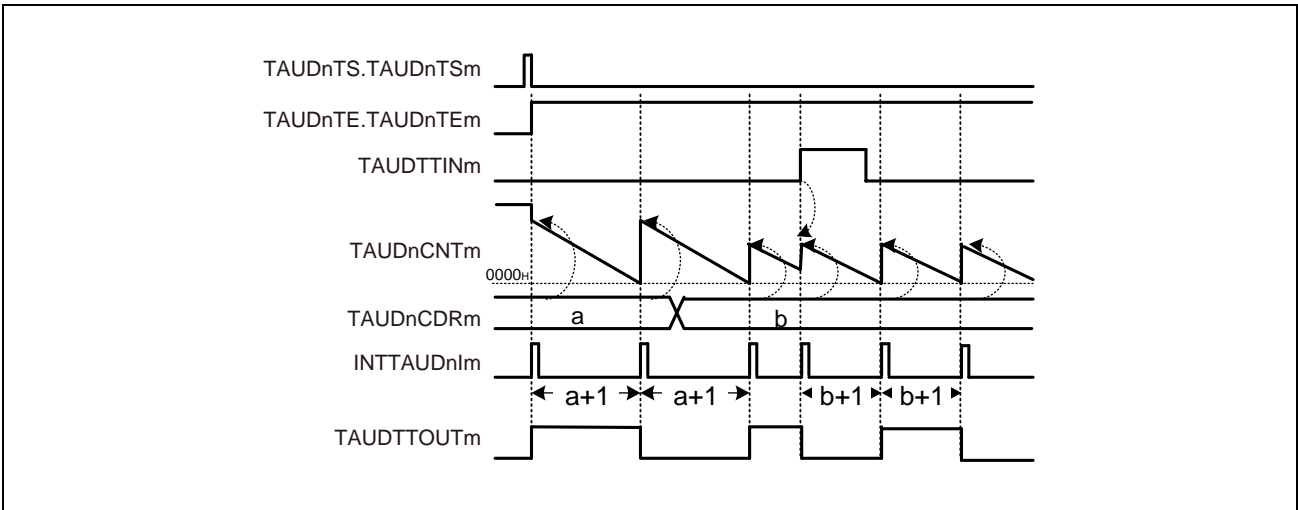 TAUDnTS.TAUDnTSm
TAUDnTE.TAUDnTEm
TAUDTTINm
TAUDnCNTm
0000H
TAUDnCDRm
a
b
INTTAUDnIm
a+1
a+1
b+1
b+1
TAUDTTOUTm